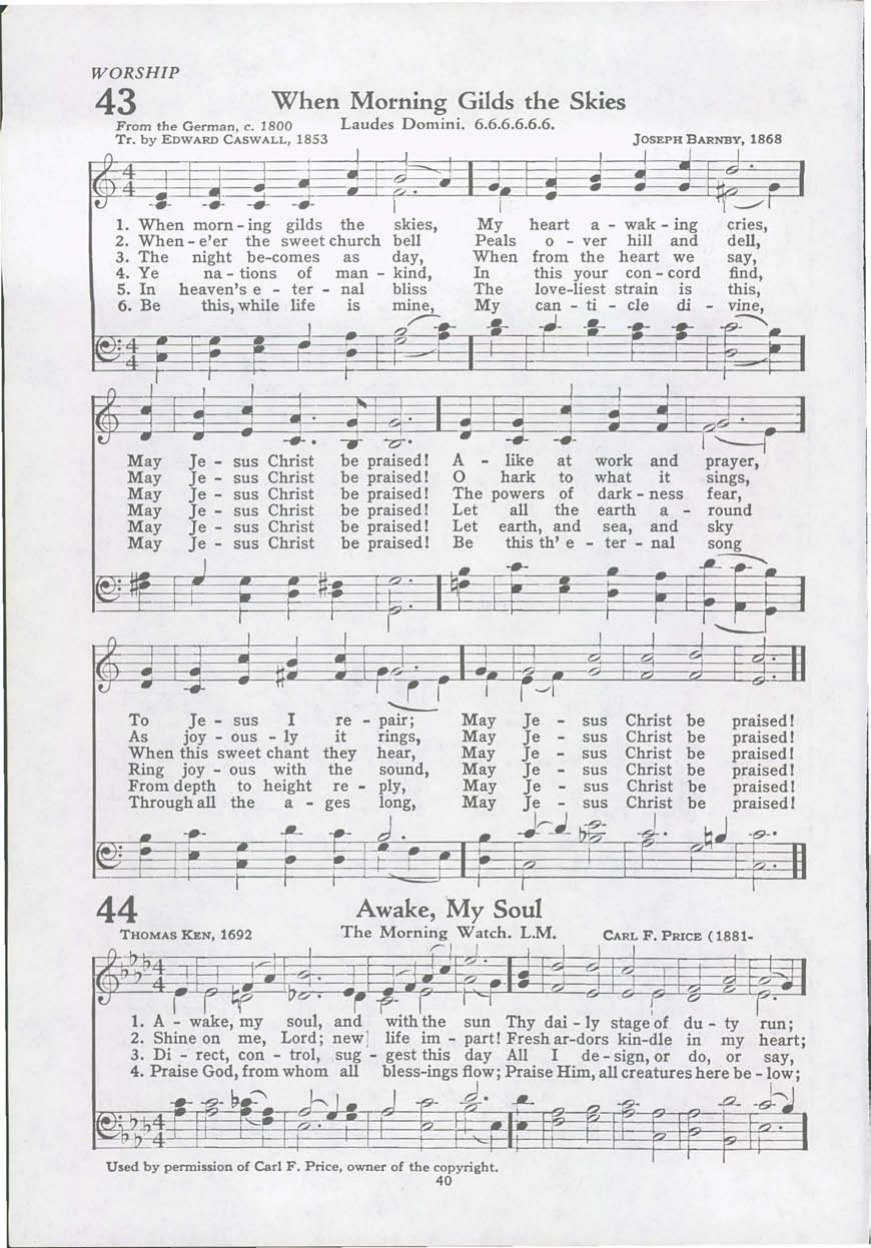 WORSHIP
43 When Morning Gilds the Skies
From the German, c. 1800 Laudes Domini. 6.6.6.6.6.6.
Tr. by EDWARD CASWALL, 1853 JOSEPH BARNBY, 1868
1. When morn - ing gilds the skies, My heart a - wak - ing cries,
2. When - e'er the sweet church bell Peals o - ver hill and dell,
3. The night be-comes as day, When from the heart we say,
4. Ye na - tions of man - kind, In this your con - cord find,
5. In heaven's e - ter - nal bliss The love-liest strain is this,
6. Be this, while life is mine, My can - ti - cle di - vine,
May Je - sus Christ be praised! A - like at work and prayer,
May Je - sus Christ be praised! O hark to what it sings,
May Je - sus Christ be praised! The powers of dark - ness fear,
May Je - sus Christ be praised! Let all the earth a - round
May Je - sus Christ be praised! Let earth, and sea, and sky
May Je - sus Christ be praised! Be this th' e - ter - nal song
To Je - sus I re - pair; May Je - sus Christ be praised!
As joy - ous - ly it rings, May Je - sus Christ be praised!
When this sweet chant they hear, May Je - sus Christ be praised!
Ring joy - ous with the sound, May Je - sus Christ be praised!
From depth to height re - ply, May Je - sus Christ be praised!
Through all the a - ges long, May Je - sus Christ be praised!
44 Awake, My Soul
THOMAS KEN, 1692 The Morning Watch. L.M. CARL F. PRICE (1881-
1. A - wake, my soul, and with the sun Thy dai - ly stage of du - ty run;
2. Shine on me, Lord; new life im - part! Fresh ar-dors kin-dle in my heart;
3. Di - rect, con - trol, sug - gest this day All I de - sign, or do, or say,
4. Praise God, from whom all bless-ings flow; Praise Him, all creatures here be - low;
Used by permission of Carl F. Price, owner of the copyright.
40